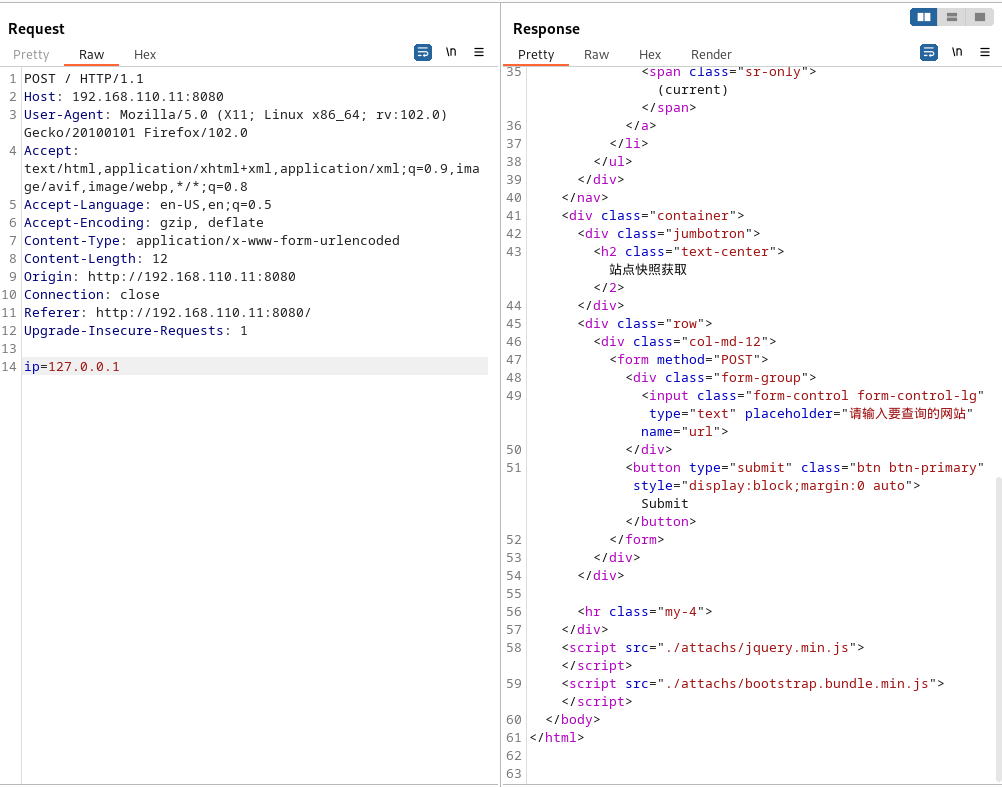 Request
Pretty Raw Hex \n
1 POST / HTTP/1.1
2 Host: 192.168.110.11:8080
3 User-Agent: Mozilla/5.0 (X11; Linux x86_64; rv:102.0)
Gecko/20100101 Firefox/102.0
4 Accept:
text/html,application/xhtml+xml,application/xml;q=0.9,ima
ge/avif,image/webp,*/*;q=0.8
5 Accept-Language: en-US,en;q=0.5
6 Accept-Encoding: gzip, deflate
7 Content-Type: application/x-www-form-urlencoded
8 Content-Length: 12
9 Origin: http://192.168.110.11:8080
10 Connection: close
11 Referer: http://192.168.110.11:8080/
12 Upgrade-Insecure-Requests: 1
13
14 ip=127.0.0.1
Response
Pretty Raw Hex Render \n
35 <span class="sr-only">
(current)
</span>
36 </a>
37 </li>
38 </ul>
39 </div>
40 </nav>
41 <div class="container">
42 <div class="jumbotron">
43 <h2 class="text-center">
站点快照获取
</2>
44 </div>
45 <div class="row">
46 <div class="col-md-12">
47 <form method="POST">
48 <div class="form-group">
49 <input class="form-control form-control-lg"
type="text" placeholder="请输入要查询的网站"
name="url">
50 </div>
51 <button type="submit" class="btn btn-primary"
style="display:block;margin:0 auto">
Submit
</button>
52 </form>
53 </div>
54 </div>
55
56 <hr class="my-4">
57 </div>
58 <script src="./attachs/jquery.min.js">
</script>
59 <script src="./attachs/bootstrap.bundle.min.js">
</script>
60 </body>
61 </html>
62
63